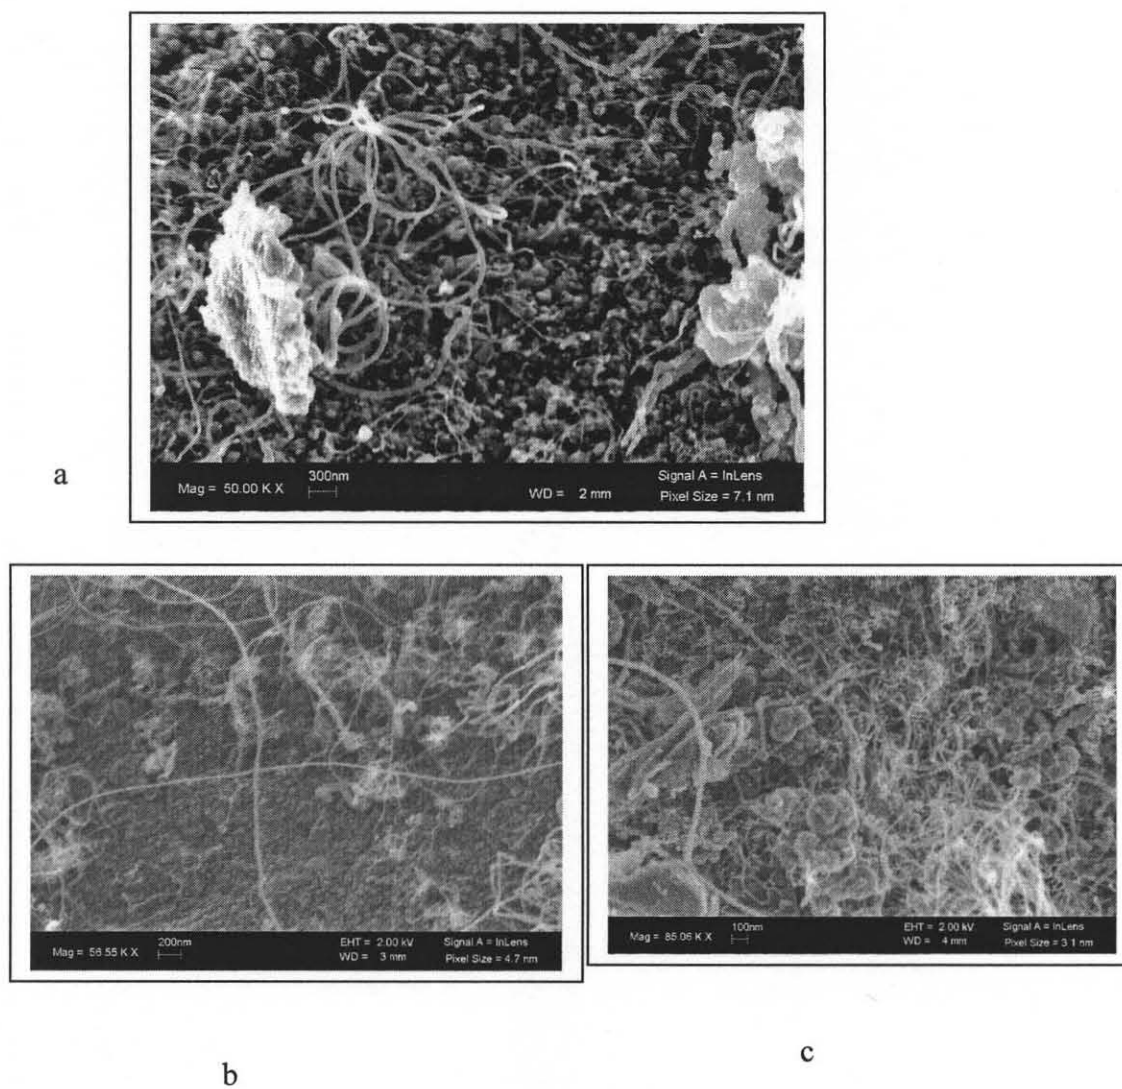 a
Mag = 50.00 K X
300nm
WD = 2 mm
Signal A = InLens
Pixel Size = 7.1 nm
Mag = 56.55 K X
200nm
EHT = 2.00 kV
WD = 3 mm
Signal A = InLens
Pixel Size = 4.7 nm
Mag = 85.06 K X
100nm
EHT = 2.00 kV
WD = 4 mm
Signal A = InLens
Pixel Size = 3.1 nm
b
c